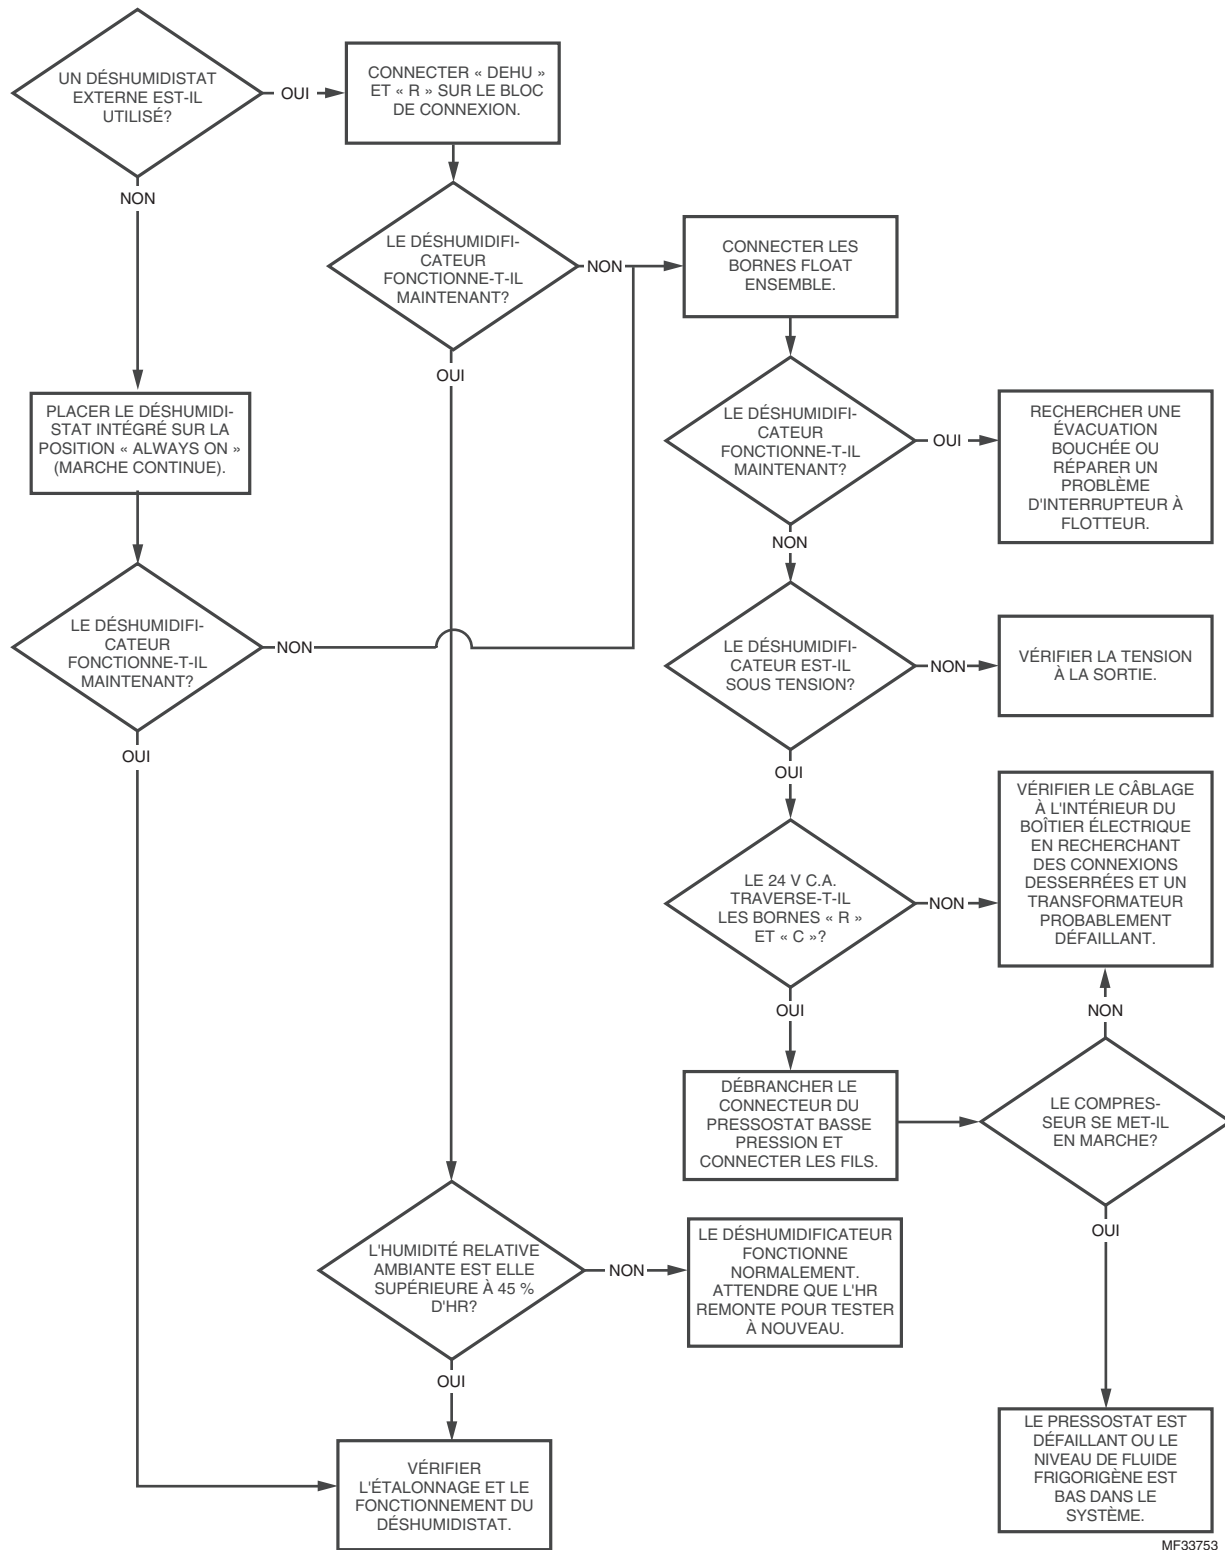 UN DÉSHUMIDISTAT
EXTERNE EST-IL
UTILISÉ?
OUI
CONNECTER « DEHU »
ET « R » SUR LE BLOC
DE CONNEXION.
NON
LE DÉSHUMIDIFI-
CATEUR
FONCTIONNE-T-IL
MAINTENANT?
NON
CONNECTER LES
BORNES FLOAT
ENSEMBLE.
OUI
PLACER LE DÉSHUMIDI-
STAT INTÉGRÉ SUR LA
POSITION « ALWAYS ON »
(MARCHE CONTINUE).
LE DÉSHUMIDIFI-
CATEUR
FONCTIONNE-T-IL
MAINTENANT?
OUI
RECHERCHER UNE
ÉVACUATION
BOUCHÉE OU
RÉPARER UN
PROBLÈME
D'INTERRUPTEUR À
FLOTTEUR.
NON
LE DÉSHUMIDIFI-
CATEUR
FONCTIONNE-T-IL
MAINTENANT?
NON
LE DÉSHUMIDIFI-
CATEUR EST-IL
SOUS TENSION?
NON
VÉRIFIER LA TENSION
À LA SORTIE.
OUI
OUI
LE 24 V C.A.
TRAVERSE-T-IL
LES BORNES « R »
ET « C »?
NON
VÉRIFIER LE CÂBLAGE
À L'INTÉRIEUR DU
BOÎTIER ÉLECTRIQUE
EN RECHERCHANT
DES CONNEXIONS
DESSERRÉES ET UN
TRANSFORMATEUR
PROBABLEMENT
DÉFAILLANT.
OUI
NON
DÉBRANCHER LE
CONNECTEUR DU
PRESSOSTAT BASSE
PRESSION ET
CONNECTER LES FILS.
LE COMPRES-
SEUR SE MET-IL
EN MARCHE?
OUI
L'HUMIDITÉ RELATIVE
AMBIANTE EST ELLE
SUPÉRIEURE À 45 %
D'HR?
NON
LE DÉSHUMIDIFICATEUR
FONCTIONNE
NORMALEMENT.
ATTENDRE QUE L'HR
REMONTE POUR TESTER
À NOUVEAU.
OUI
VÉRIFIER
L'ÉTALONNAGE ET LE
FONCTIONNEMENT DU
DÉSHUMIDISTAT.
LE PRESSOSTAT EST
DÉFAILLANT OU LE
NIVEAU DE FLUIDE
FRIGORIGÈNE EST
BAS DANS LE
SYSTÈME.
MF33753